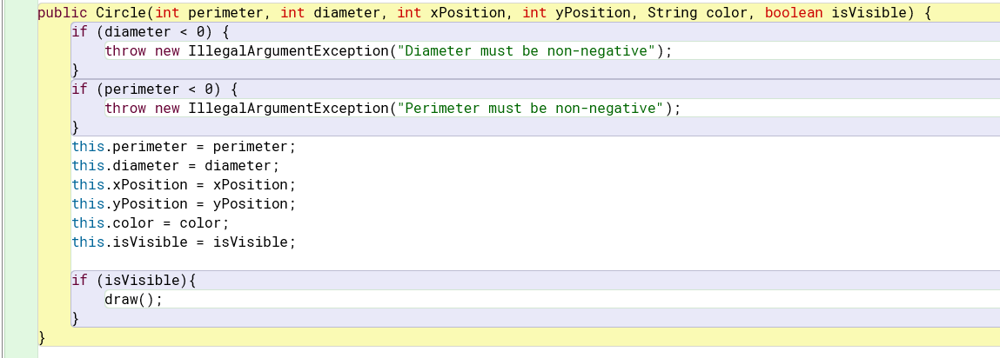 public Circle(int perimeter, int diameter, int xPosition, int yPosition, String color, boolean isVisible) {
    if (diameter < 0) {
        throw new IllegalArgumentException("Diameter must be non-negative");
    }
    if (perimeter < 0) {
        throw new IllegalArgumentException("Perimeter must be non-negative");
    }
    this.perimeter = perimeter;
    this.diameter = diameter;
    this.xPosition = xPosition;
    this.yPosition = yPosition;
    this.color = color;
    this.isVisible = isVisible;

    if (isVisible){
        draw();
    }
}